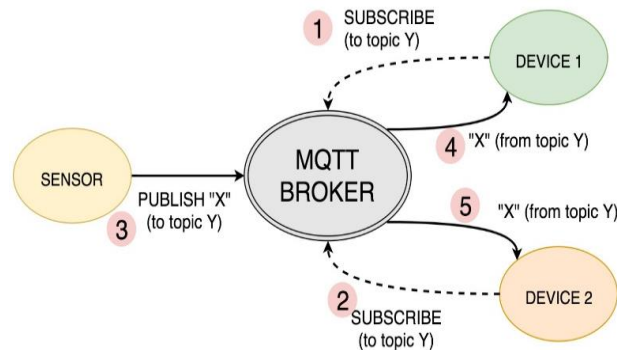 1
SUBSCRIBE
(to topic Y)
DEVICE 1
MQTT
BROKER
4
"X" (from topic Y)
SENSOR
PUBLISH "X"
(to topic Y)
3
5
"X" (from topic Y)
2
SUBSCRIBE
(to topic Y)
DEVICE 2